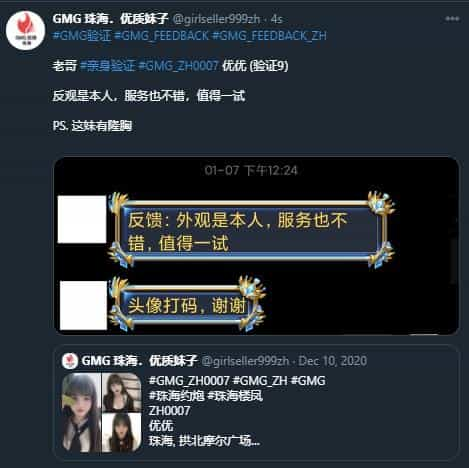 GMG 珠海．优质妹子 @girlseller999zh · 4s
#GMG验证 #GMG_FEEDBACK #GMG_FEEDBACK_ZH
老哥 #亲身验证 #GMG_ZH0007 优优 (验证9)
反观是本人，服务也不错，值得一试
PS. 这妹有隆胸
01-07 下午12:24
反馈：外观是本人，服务也不
错，值得一试
头像打码，谢谢
GMG 珠海．优质妹子 @girlseller999zh · Dec 10, 2020
#GMG_ZH0007 #GMG_ZH #GMG
#珠海约炮 #珠海楼凤
ZH0007
优优
珠海, 拱北摩尔广场...